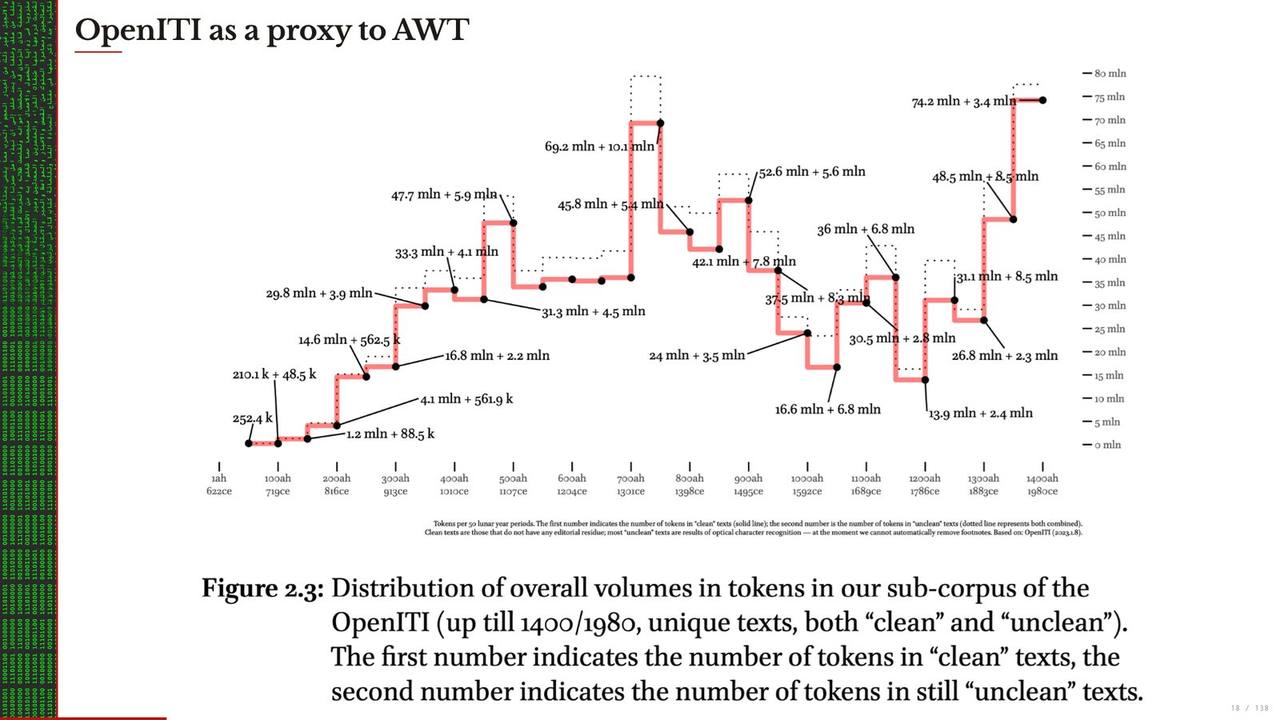 OpenITI as a proxy to AWT
80 mln
75 mln
70 mln
65 mln
60 mln
55 mln
50 mln
45 mln
40 mln
35 mln
30 mln
25 mln
20 mln
15 mln
10 mln
5 mln
0 mln
252.4 k
210.1 k + 48.5 k
1.2 mln + 88.5 k
4.1 mln + 561.9 k
14.6 mln + 562.5 k
16.8 mln + 2.2 mln
29.8 mln + 3.9 mln
33.3 mln + 4.1 mln
31.3 mln + 4.5 mln
47.7 mln + 5.9 mln
69.2 mln + 10.1 mln
45.8 mln + 5.4 mln
42.1 mln + 7.8 mln
52.6 mln + 5.6 mln
37.5 mln + 8.3 mln
24 mln + 3.5 mln
16.6 mln + 6.8 mln
30.5 mln + 2.8 mln
36 mln + 6.8 mln
13.9 mln + 2.4 mln
31.1 mln + 8.5 mln
26.8 mln + 2.3 mln
48.5 mln + 8.5 mln
74.2 mln + 3.4 mln
1ah 100ah 200ah 300ah 400ah 500ah 600ah 700ah 800ah 900ah 1000ah 1100ah 1200ah 1300ah 1400ah
622ce 719ce 816ce 913ce 1010ce 1107ce 1204ce 1301ce 1398ce 1495ce 1592ce 1689ce 1786ce 1883ce 1980ce
Tokens per 50 lunar year periods. The first number indicates the number of tokens in "clean" texts (solid line); the second number is the number of tokens in "unclean" texts (dotted line represents both combined).
Clean texts are those that do not have any editorial residue; most "unclean" texts are results of optical character recognition — at the moment we cannot automatically remove footnotes. Based on: OpenITI (2023.1.8).
Figure 2.3: Distribution of overall volumes in tokens in our sub-corpus of the
OpenITI (up till 1400/1980, unique texts, both “clean” and “unclean”).
The first number indicates the number of tokens in “clean” texts, the
second number indicates the number of tokens in still “unclean” texts.
18 / 138